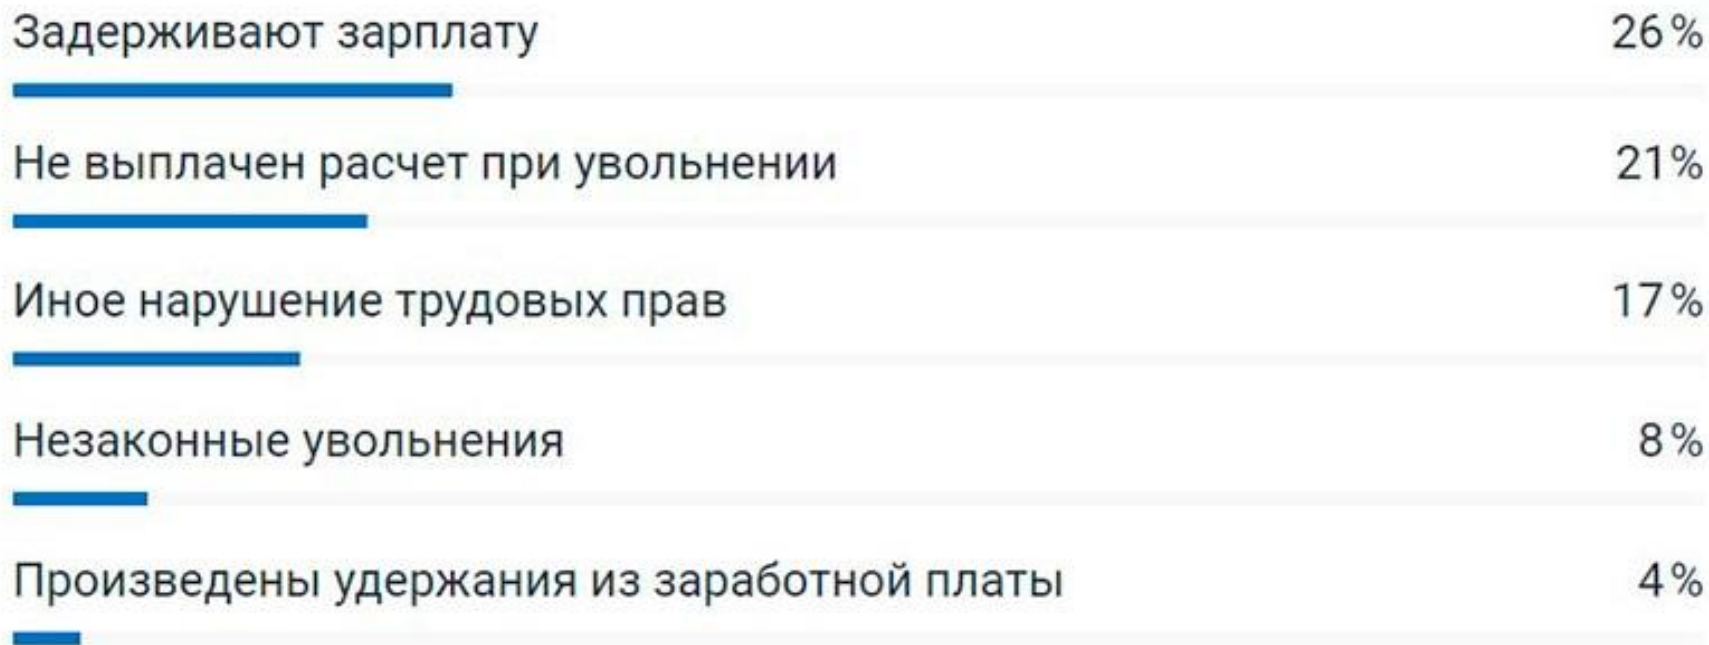 Задерживают зарплату 26%
Не выплачен расчет при увольнении 21%
Иное нарушение трудовых прав 17%
Незаконные увольнения 8%
Произведены удержания из заработной платы 4%